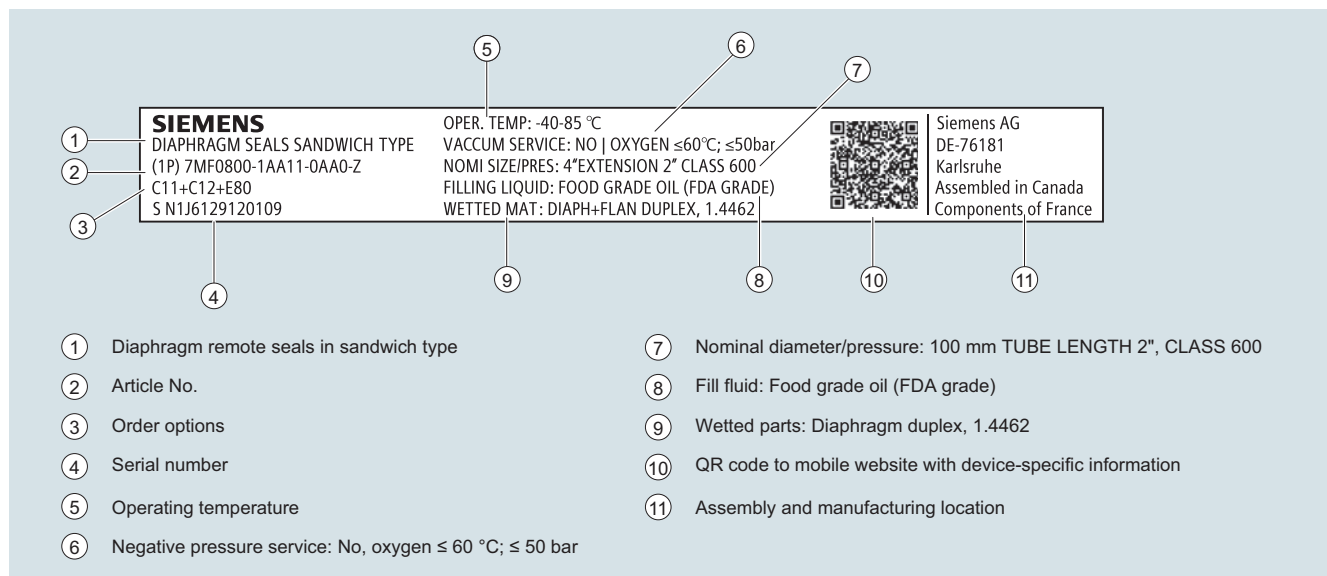 5
6
7
SIEMENS
1 DIAPHRAGM SEALS SANDWICH TYPE
2 (1P) 7MF0800-1AA11-0AA0-Z
3 C11+C12+E80
S N1J6129120109
OPER. TEMP: -40-85 °C
VACCUM SERVICE: NO | OXYGEN ≤60°C; ≤50bar
NOMI SIZE/PRES: 4"EXTENSION 2" CLASS 600
FILLING LIQUID: FOOD GRADE OIL (FDA GRADE)
WETTED MAT: DIAPH+FLAN DUPLEX, 1.4462
Siemens AG
DE-76181
Karlsruhe
Assembled in Canada
Components of France
4
9
8
10
11
1 Diaphragm remote seals in sandwich type
2 Article No.
3 Order options
4 Serial number
5 Operating temperature
6 Negative pressure service: No, oxygen ≤ 60 °C; ≤ 50 bar
7 Nominal diameter/pressure: 100 mm TUBE LENGTH 2", CLASS 600
8 Fill fluid: Food grade oil (FDA grade)
9 Wetted parts: Diaphragm duplex, 1.4462
10 QR code to mobile website with device-specific information
11 Assembly and manufacturing location